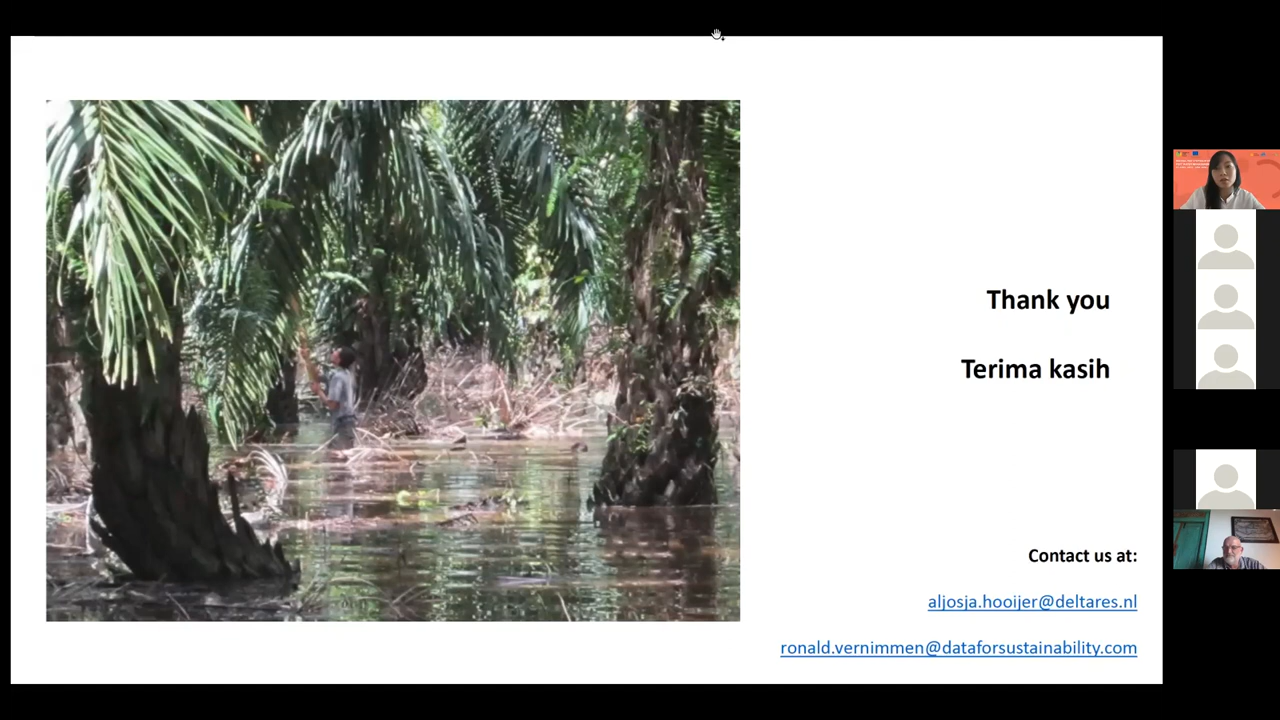 Thank you
Terima kasih
Contact us at:
aljosja.hooijer@deltares.nl
ronald.vernimmen@dataforsustainability.com